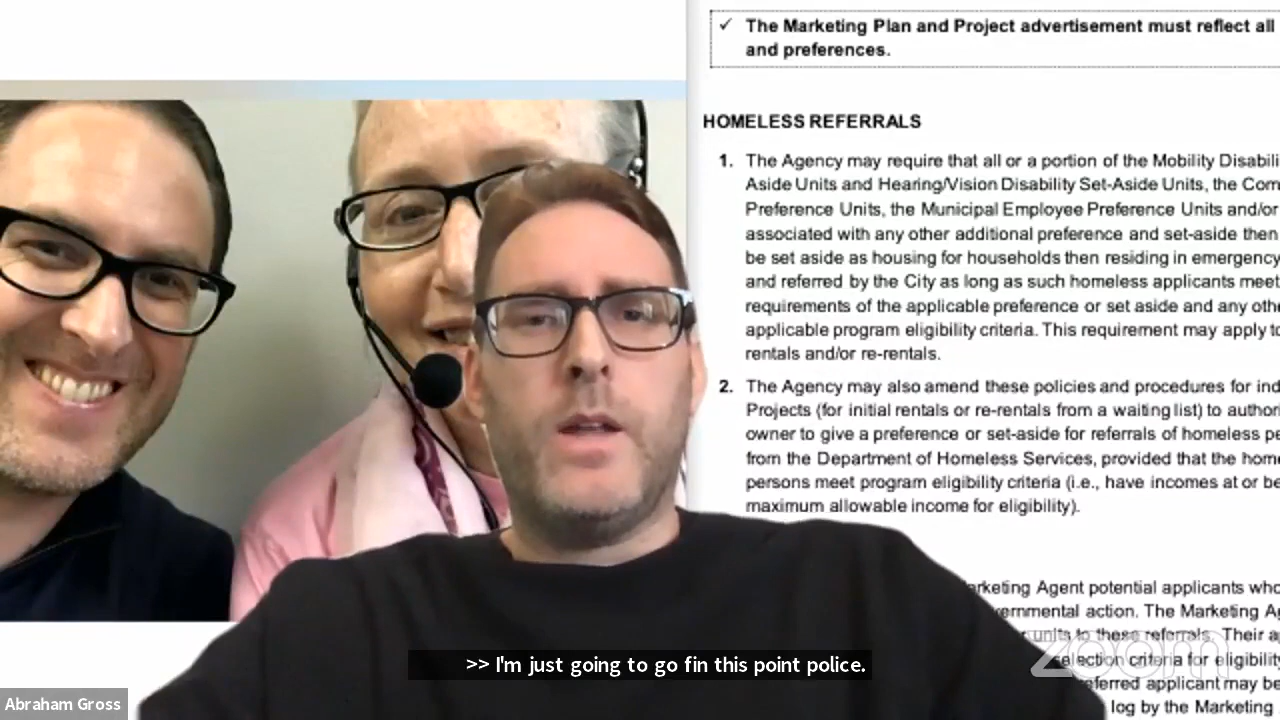 ✓ The Marketing Plan and Project advertisement must reflect all
and preferences.
HOMELESS REFERRALS
1. The Agency may require that all or a portion of the Mobility Disabili
Aside Units and Hearing/Vision Disability Set-Aside Units, the Com
Preference Units, the Municipal Employee Preference Units and/or
associated with any other additional preference and set-aside then
be set aside as housing for households then residing in emergency
and referred by the City as long as such homeless applicants meet
requirements of the applicable preference or set aside and any othe
applicable program eligibility criteria. This requirement may apply to
rentals and/or re-rentals.
2. The Agency may also amend these policies and procedures for ind
Projects (for initial rentals or re-rentals from a waiting list) to author
owner to give a preference or set-aside for referrals of homeless pe
from the Department of Homeless Services, provided that the home
persons meet program eligibility criteria (i.e., have incomes at or be
maximum allowable income for eligibility).
arketing Agent potential applicants who
ernmental action. The Marketing Ag
units to these referrals. Their a
selection criteria for eligibility
eferred applicant may be
log by the Marketing
zoom
>> I'm just going to go fin this point police.
Abraham Gross